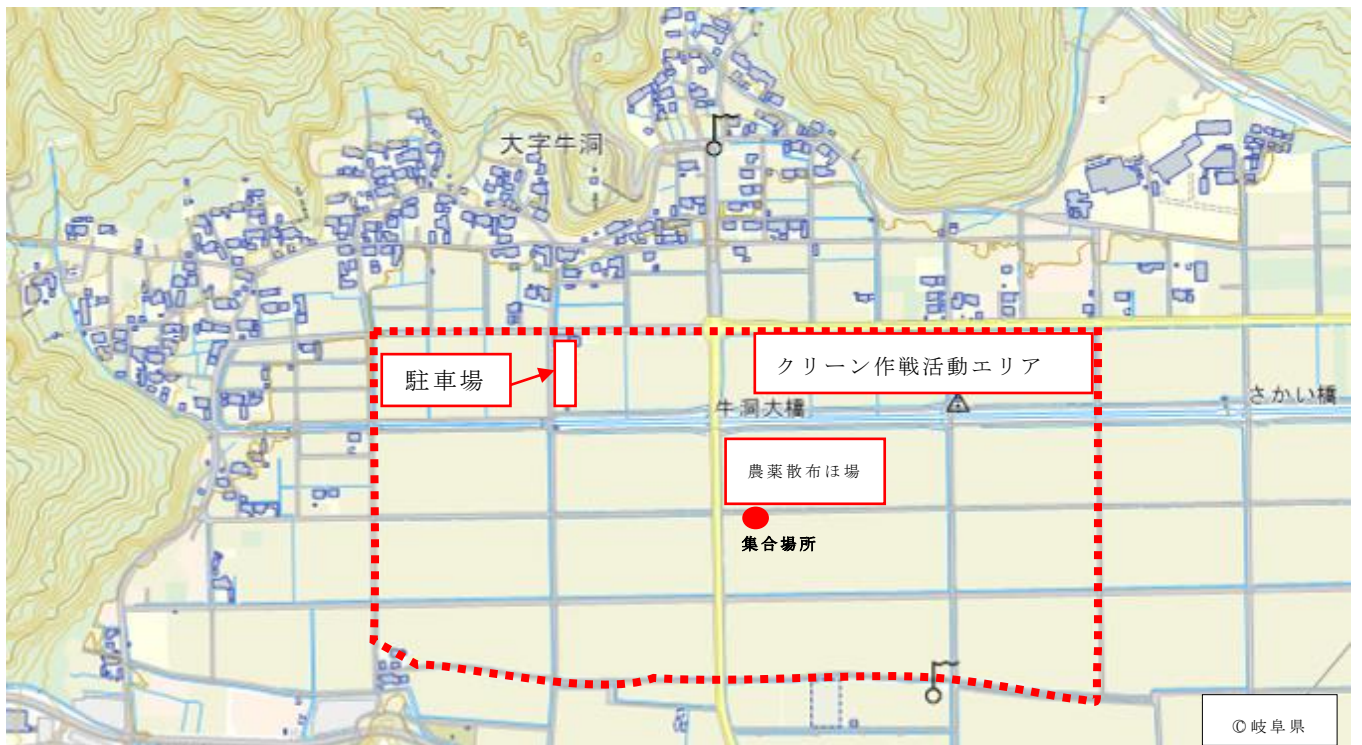 大字牛洞
駐車場
クリーン作戦活動エリア
牛洞大橋
さかい橋
農薬散布ほ場
集合場所
©岐阜県